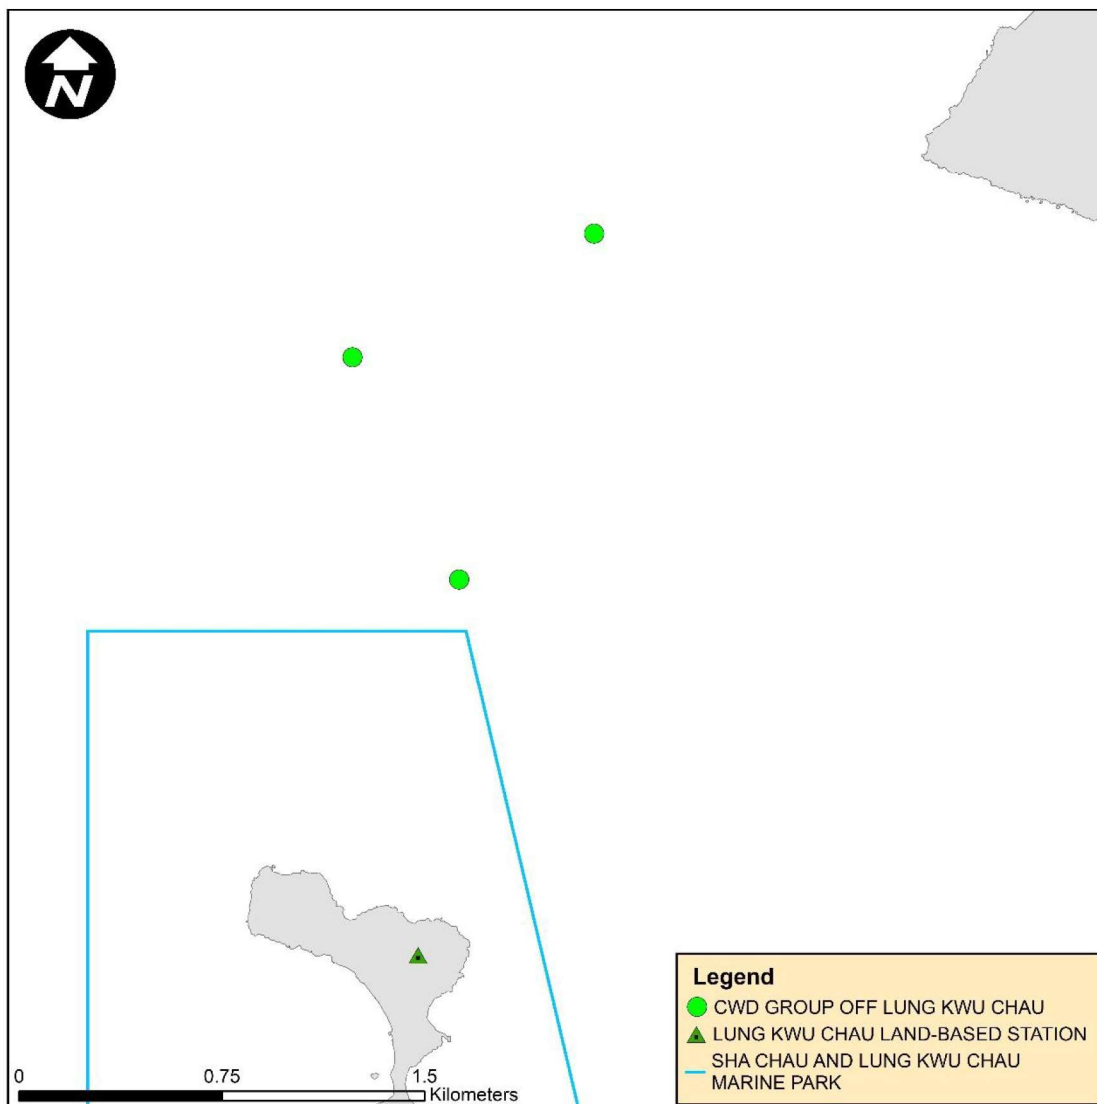 N
Legend
CWD GROUP OFF LUNG KWU CHAU
LUNG KWU CHAU LAND-BASED STATION
SHA CHAU AND LUNG KWU CHAU
MARINE PARK
0 0.75 1.5
Kilometers